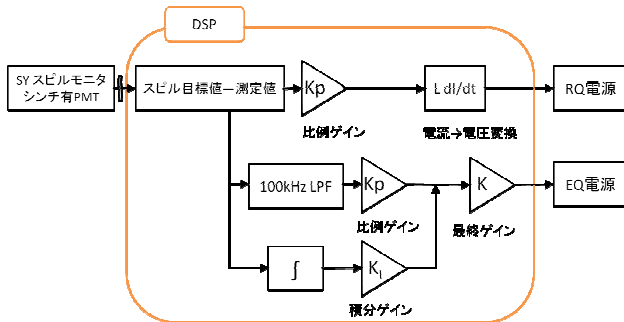 DSP
SY スピルモニタ
シンチ有PMT
スピル目標値ー測定値
Kp
比例ゲイン
L dI/dt
電流→電圧変換
RQ電源
100kHz LPF
Kp
比例ゲイン
K
最終ゲイン
EQ電源
∫
KI
積分ゲイン